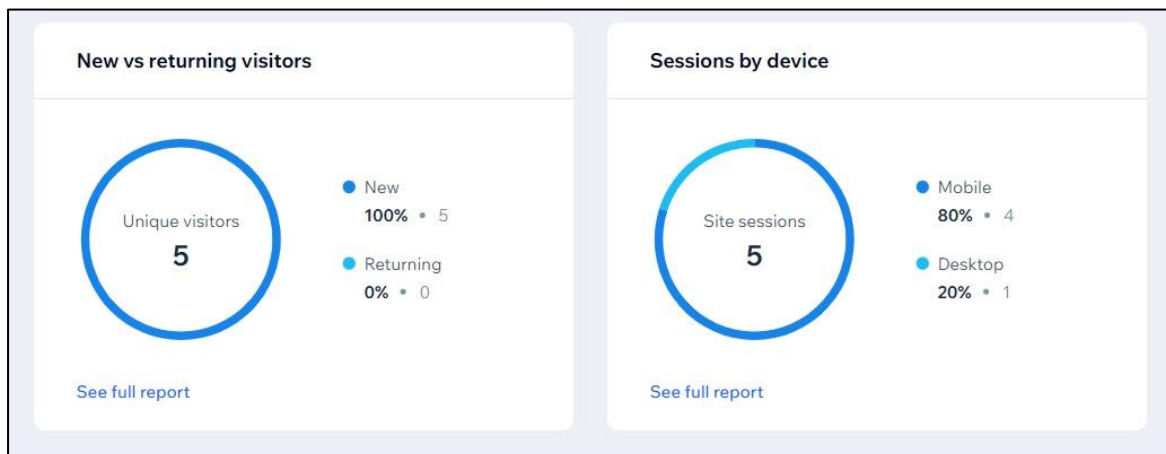 New vs returning visitors
Unique visitors
5
New
100% • 5
Returning
0% • 0
See full report
Sessions by device
Site sessions
5
Mobile
80% • 4
Desktop
20% • 1
See full report